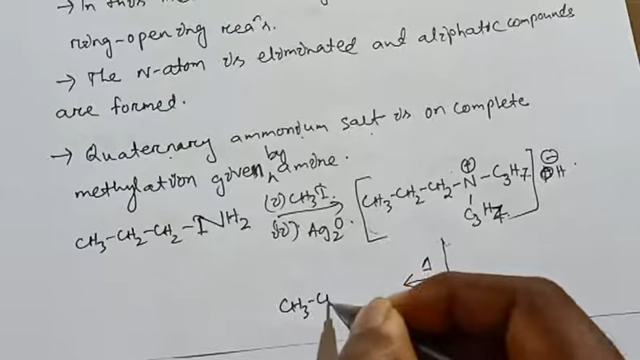 → In this
ring-opening reaⁿs.
→ The N-atom is eliminated and aliphatic compounds
are formed.
→ Quaternary ammonium salt is on complete
methylation given by amine.
CH₃-CH₂-CH₂-NH₂ (i) CH₃I. (ii) Ag₂O. [CH₃-CH₂-CH₂-N⊕-C₃H₇ ]⊖OH.
C₃H₇
Δ
CH₃-C